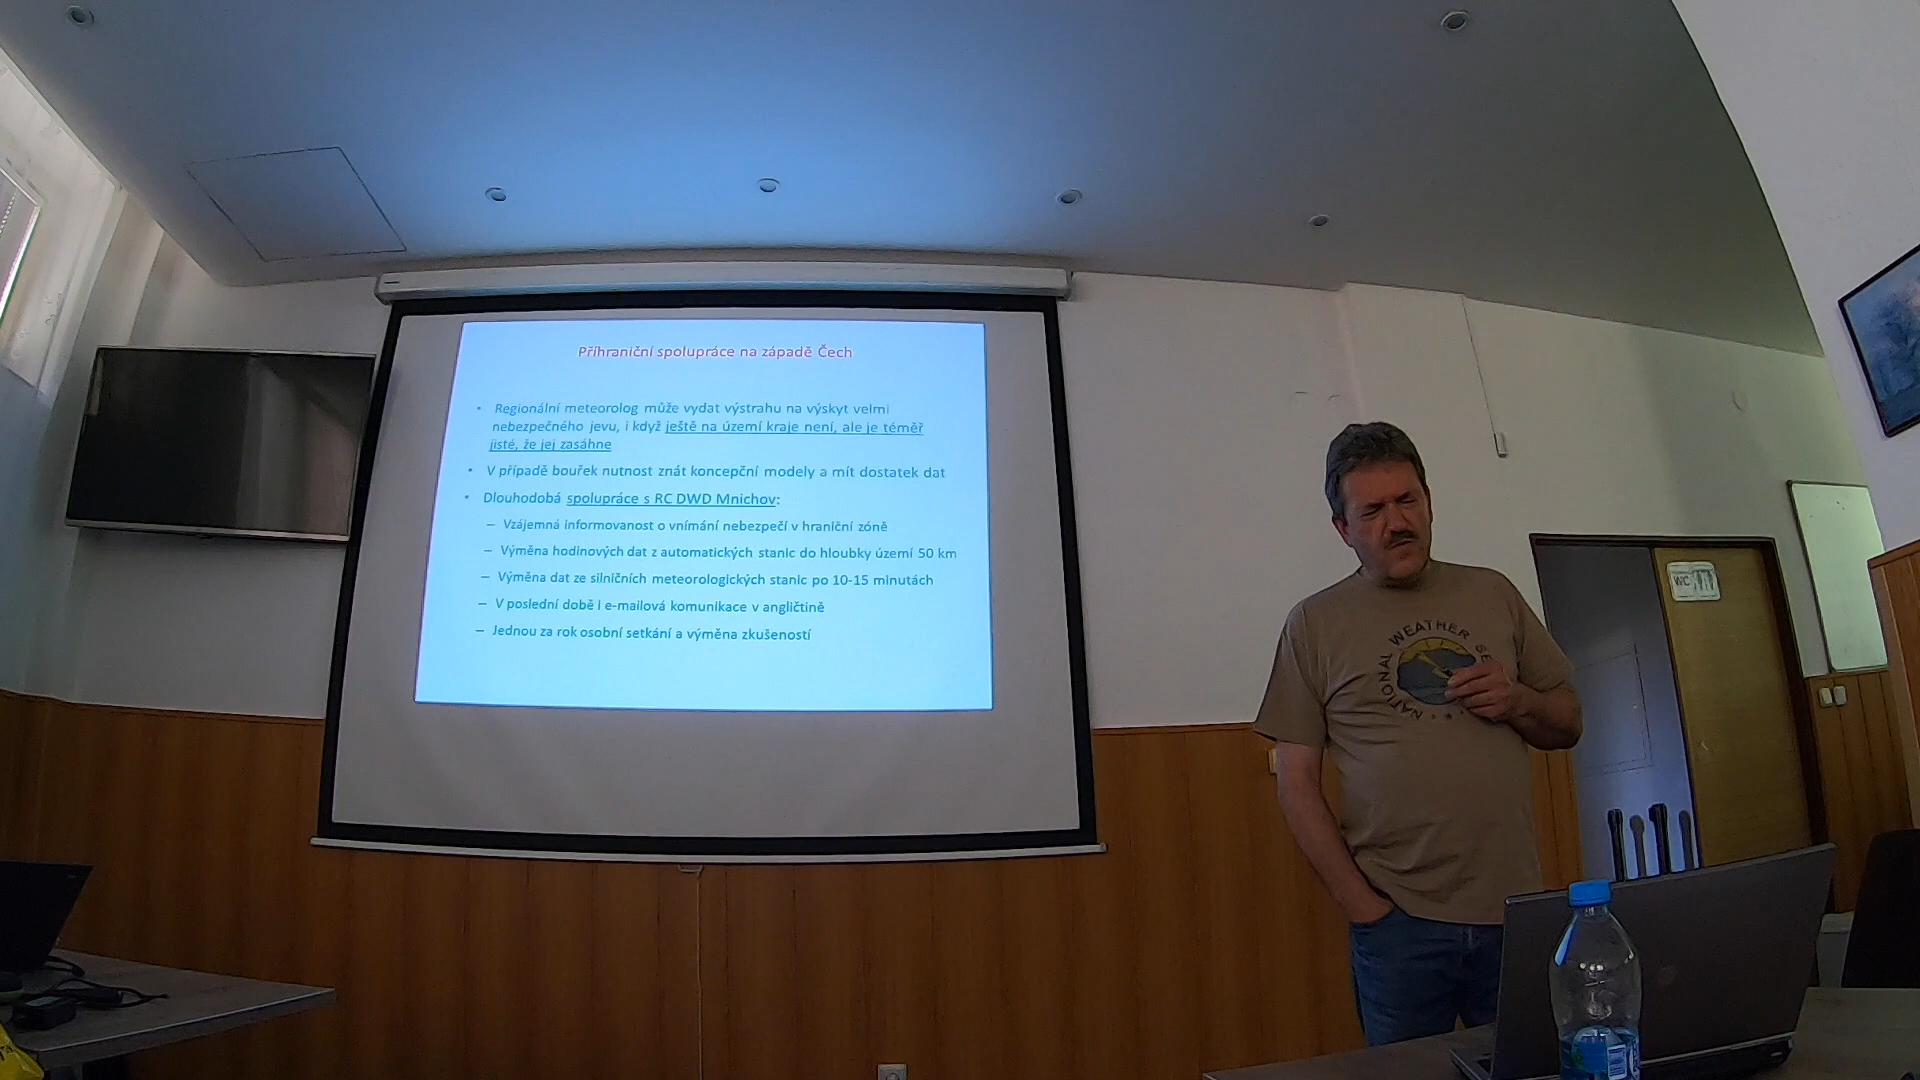 Příhraniční spolupráce na západě Čech
• Regionální meteorolog může vydat výstrahu na výskyt velmi
nebezpečného jevu, i když ještě na území kraje není, ale je téměř
jisté, že jej zasáhne
• V případě bouřek nutnost znát koncepční modely a mít dostatek dat
• Dlouhodobá spolupráce s RC DWD Mnichov:
– Vzájemná informovanost o vnímání nebezpečí v hraniční zóně
– Výměna hodinových dat z automatických stanic do hloubky území 50 km
– Výměna dat ze silničních meteorologických stanic po 10-15 minutách
– V poslední době i e-mailová komunikace v angličtině
– Jednou za rok osobní setkání a výměna zkušeností
WC
NATIONAL WEATHER SE